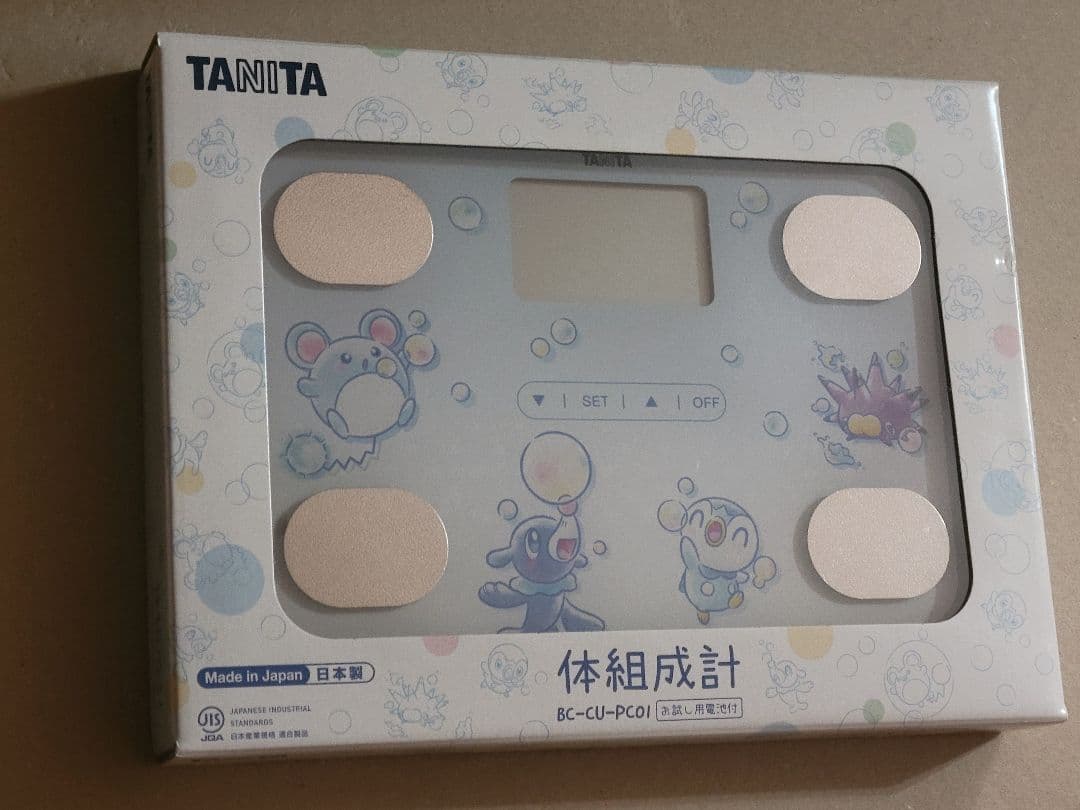 TANITA
TANITA
▼ | SET | ▲ | OFF
体組成計
BC-CU-PC01 お試し用電池付
Made in Japan 日本製
JIS
JQA
JAPANESE INDUSTRIAL
STANDARDS
日本産業規格 適合製品